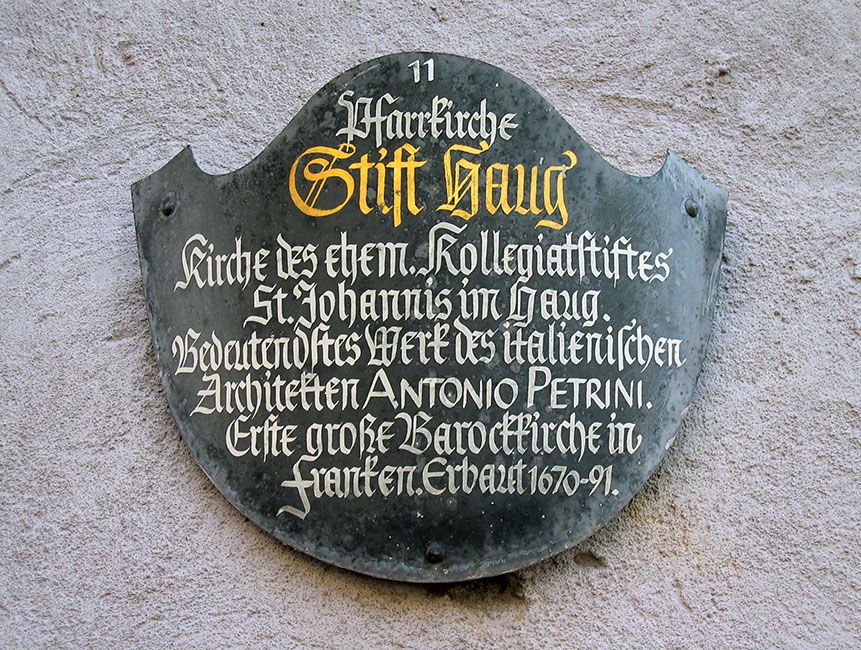 11
Pfarrkirche
Stift Haug
Kirche des ehem. Kollegiatstiftes
St. Johannis im Haug.
Bedeutendstes Werk des italienischen
Architekten ANTONIO PETRINI.
Erste große Barockkirche in
Franken. Erbaut 1670-91.